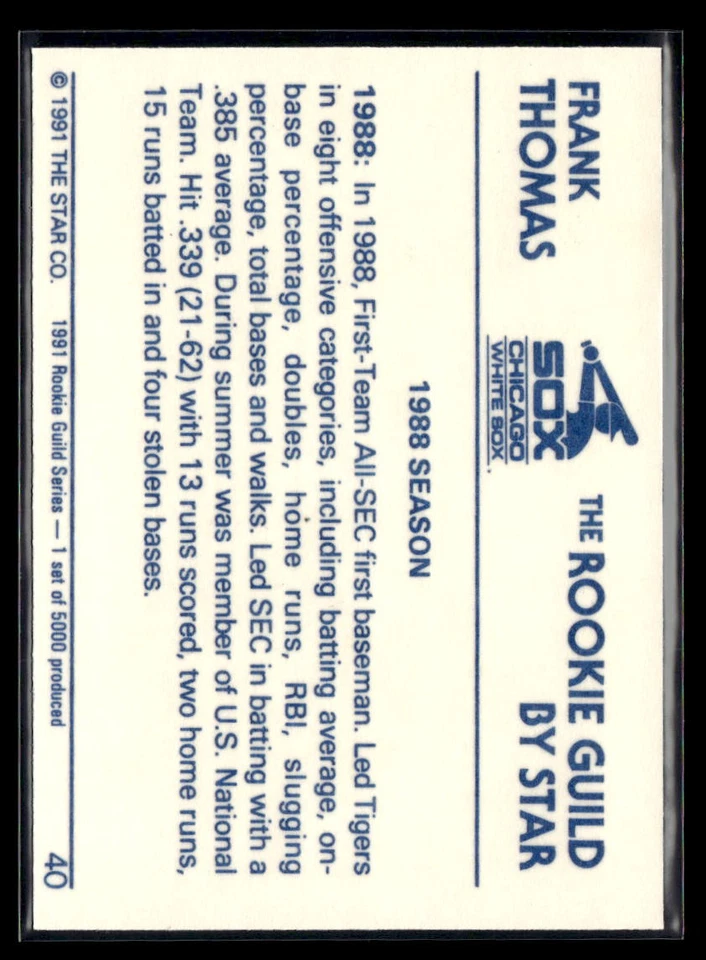 FRANK
THOMAS
SOX
CHICAGO
WHITE SOX
THE ROOKIE GUILD
BY STAR
1988 SEASON
1988: In 1988, First-Team All-SEC first baseman. Led Tigers
in eight offensive categories, including batting average, on-
base percentage, doubles, home runs, RBI, slugging
percentage, total bases and walks. Led SEC in batting with a
.385 average. During summer was member of U.S. National
Team. Hit .339 (21-62) with 13 runs scored, two home runs,
15 runs batted in and four stolen bases.
© 1991 THE STAR CO. 1991 Rookie Guild Series — 1 set of 5000 produced 40